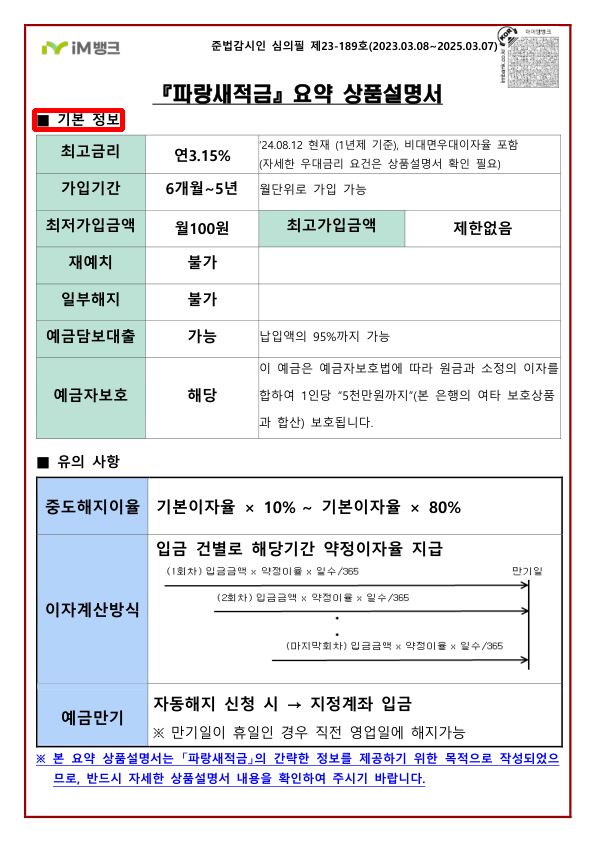 iM뱅크
준법감시인 심의필 제23-189호(2023.03.08~2025.03.07)
아이엠뱅크
imbank.co.kr
『파랑새적금』 요약 상품설명서
■ 기본 정보
최고금리 연3.15% '24.08.12 현재 (1년제 기준), 비대면우대이자율 포함
(자세한 우대금리 요건은 상품설명서 확인 필요)
가입기간 6개월~5년 월단위로 가입 가능
최저가입금액 월100원 최고가입금액 제한없음
재예치 불가
일부해지 불가
예금담보대출 가능 납입액의 95%까지 가능
예금자보호 해당 이 예금은 예금자보호법에 따라 원금과 소정의 이자를
합하여 1인당 “5천만원까지”(본 은행의 여타 보호상품
과 합산) 보호됩니다.
■ 유의 사항
중도해지이율 기본이자율 × 10% ~ 기본이자율 × 80%
이자계산방식 입금 건별로 해당기간 약정이자율 지급
(1회차) 입금금액 x 약정이율 x 일수/365 만기일
(2회차) 입금금액 x 약정이율 x 일수/365
(마지막회차) 입금금액 x 약정이율 x 일수/365
예금만기 자동해지 신청 시 → 지정계좌 입금
※ 만기일이 휴일인 경우 직전 영업일에 해지가능
※ 본 요약 상품설명서는 「파랑새적금」의 간략한 정보를 제공하기 위한 목적으로 작성되었으
므로, 반드시 자세한 상품설명서 내용을 확인하여 주시기 바랍니다.